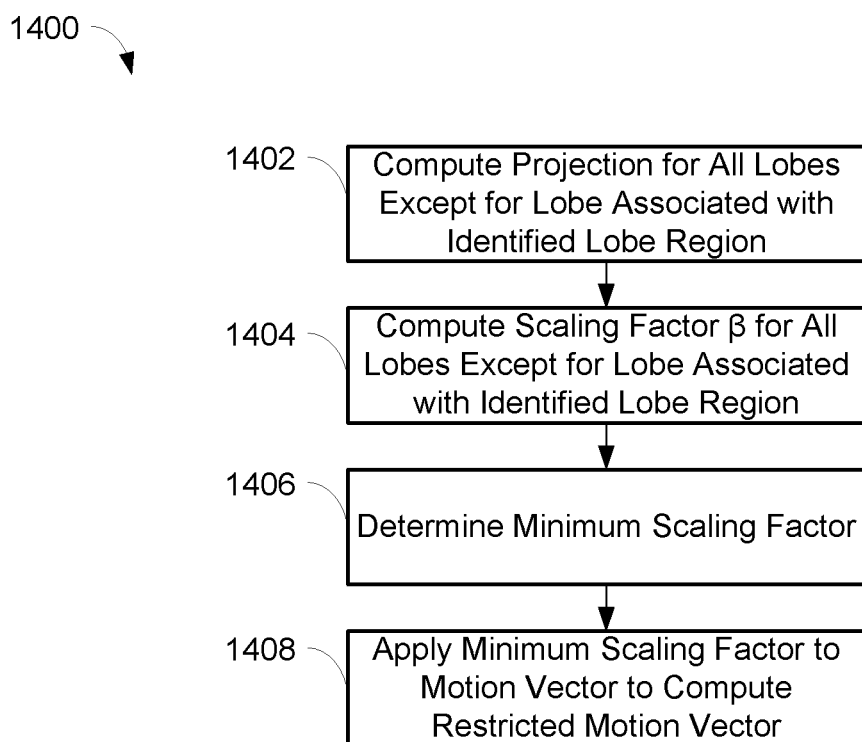 1400
1402
Compute Projection for All Lobes
Except for Lobe Associated with
Identified Lobe Region
1404
Compute Scaling Factor β for All
Lobes Except for Lobe Associated
with Identified Lobe Region
1406
Determine Minimum Scaling Factor
1408
Apply Minimum Scaling Factor to
Motion Vector to Compute
Restricted Motion Vector